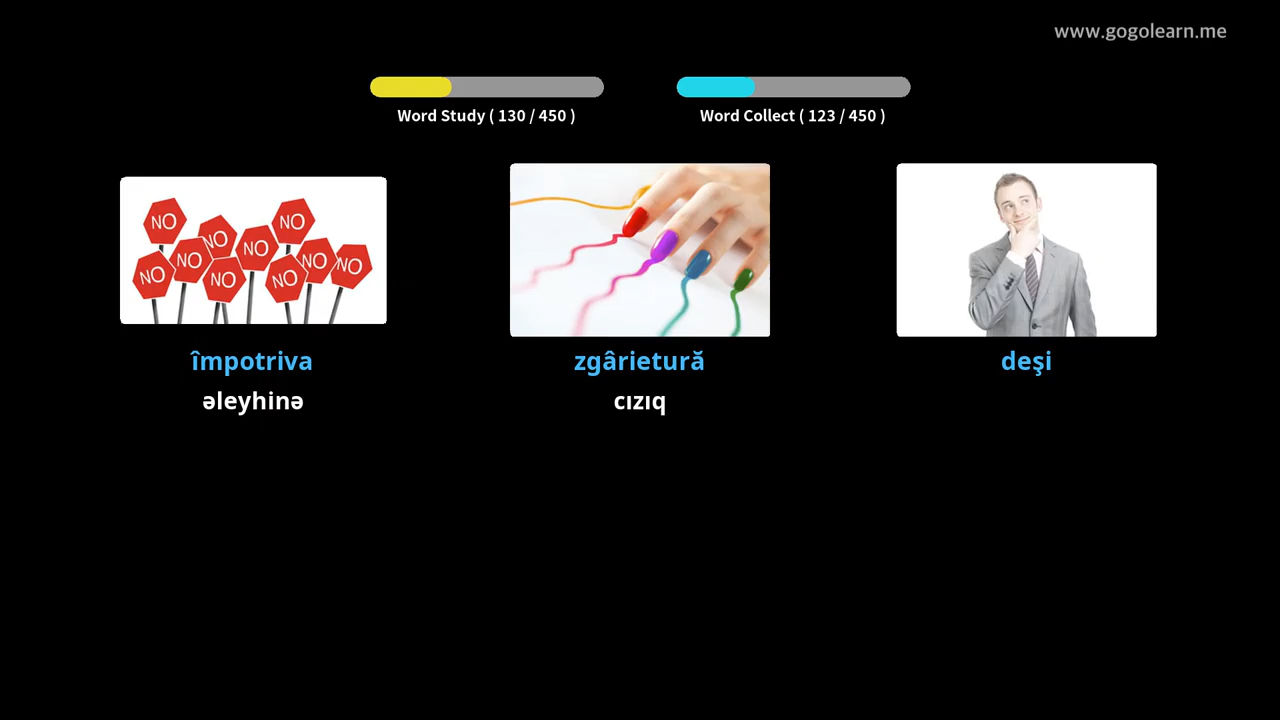 www.gogolearn.me
Word Study ( 130 / 450 )
Word Collect ( 123 / 450 )
NO
NO
NO
NO
NO
NO
NO
NO
NO
NO
împotriva
zgârietură
deşi
əleyhinə
cızıq